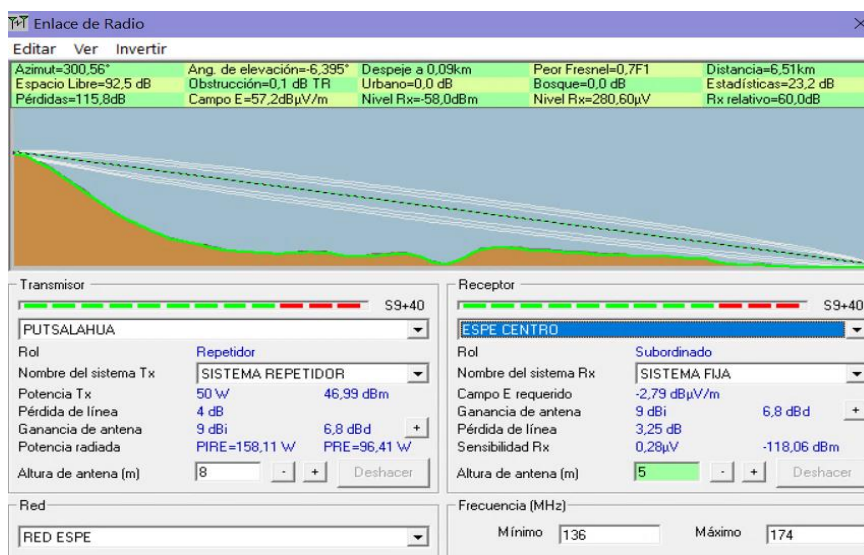 Enlace de Radio
Editar Ver Invertir
Azimut=300,56° Ang. de elevación=-6,395° Despeje a 0,09km Peor Fresnel=0,7F1 Distancia=6,51km
Espacio Libre=92,5 dB Obstrucción=0,1 dB TR Urbano=0,0 dB Bosque=0,0 dB Estadísticas=23,2 dB
Pérdidas=115,8dB Campo E=57,2dBµV/m Nivel Rx=-58,0dBm Nivel Rx=280,60µV Rx relativo=60,0dB
Transmisor
S9+40
PUTSALAHUA
Rol Repetidor
Nombre del sistema Tx SISTEMA REPETIDOR
Potencia Tx 50 W 46,99 dBm
Pérdida de línea 4 dB
Ganancia de antena 9 dBi 6,8 dBd +
Potencia radiada PIRE=158,11 W PRE=96,41 W
Altura de antena (m) 8 - + Deshacer
Receptor
S9+40
ESPE CENTRO
Rol Subordinado
Nombre del sistema Rx SISTEMA FIJA
Campo E requerido -2,79 dBµV/m
Ganancia de antena 9 dBi 6,8 dBd +
Pérdida de línea 3,25 dB
Sensibilidad Rx 0,28µV -118,06 dBm
Altura de antena (m) 5 - + Deshacer
Red
RED ESPE
Frecuencia (MHz)
Mínimo 136 Máximo 174